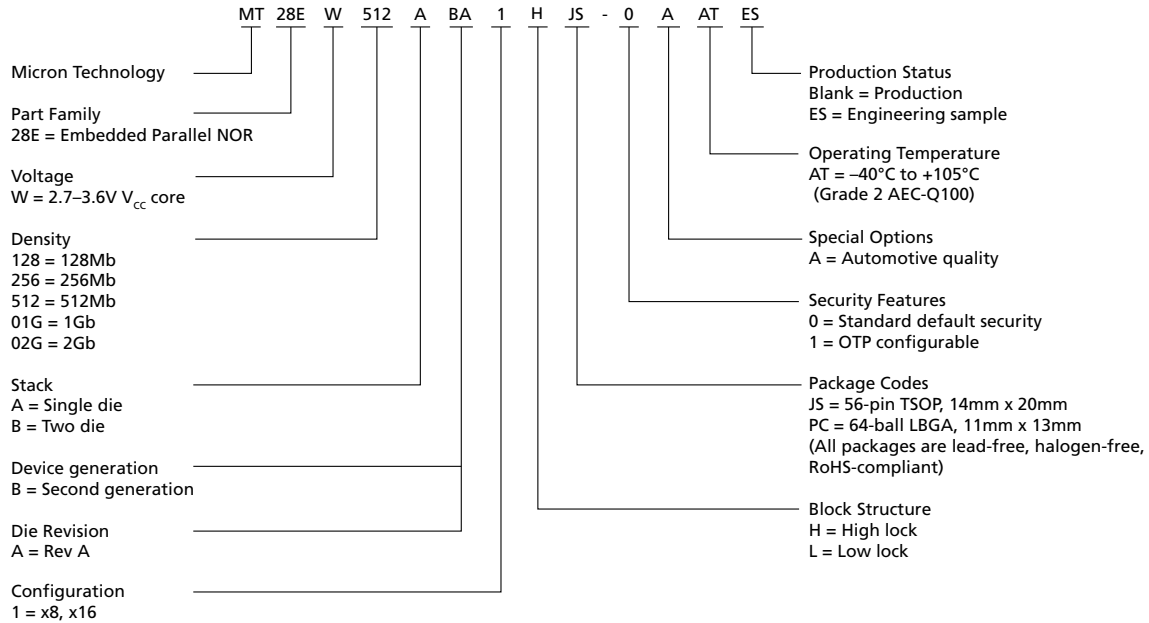 MT 28E W 512 A BA 1 H JS - 0 A AT ES
Micron Technology
Part Family
28E = Embedded Parallel NOR
Voltage
W = 2.7–3.6V VCC core
Density
128 = 128Mb
256 = 256Mb
512 = 512Mb
01G = 1Gb
02G = 2Gb
Stack
A = Single die
B = Two die
Device generation
B = Second generation
Die Revision
A = Rev A
Configuration
1 = x8, x16
Production Status
Blank = Production
ES = Engineering sample
Operating Temperature
AT = –40°C to +105°C
(Grade 2 AEC-Q100)
Special Options
A = Automotive quality
Security Features
0 = Standard default security
1 = OTP configurable
Package Codes
JS = 56-pin TSOP, 14mm x 20mm
PC = 64-ball LBGA, 11mm x 13mm
(All packages are lead-free, halogen-free,
RoHS-compliant)
Block Structure
H = High lock
L = Low lock